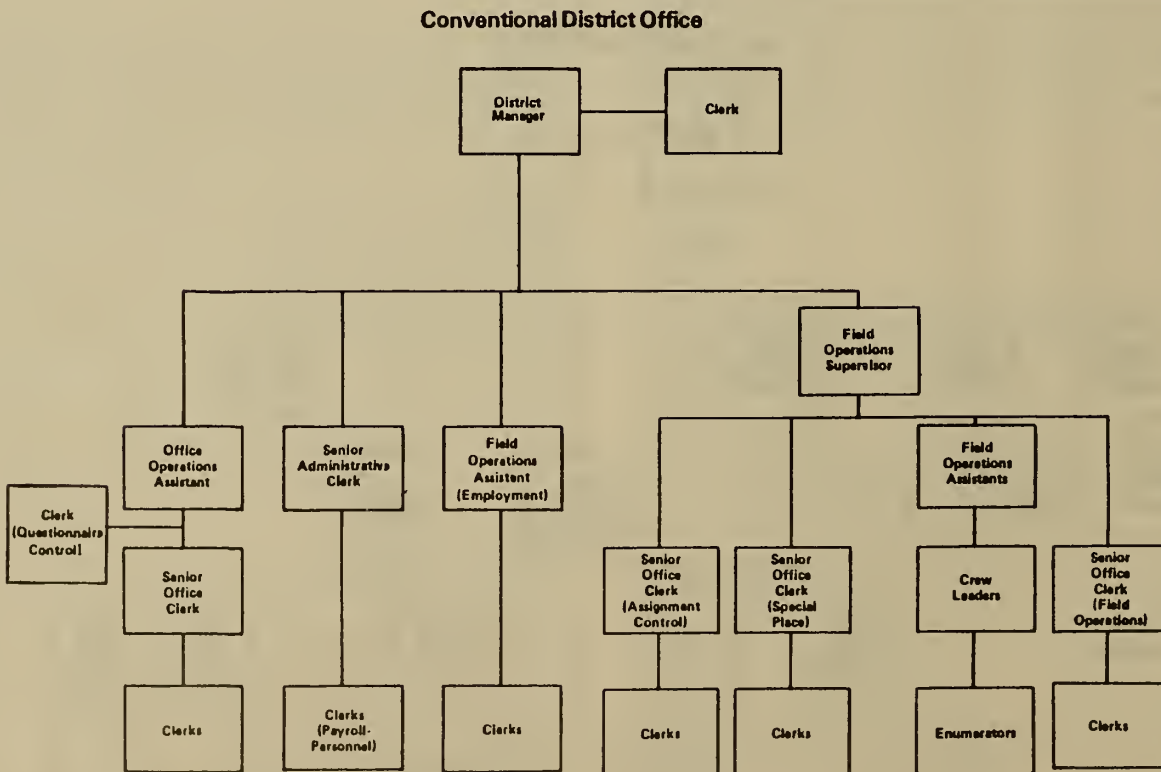 Conventional District Office
District
Manager
Clerk
Field
Operations
Supervisor
Office
Operations
Assistant
Senior
Administrative
Clerk
Field
Operations
Assistent
(Employment)
Field
Operations
Assistants
Clerk
(Questionnaire
Control)
Senior
Office
Clerk
Senior
Office
Clerk
(Assignment
Control)
Senior
Office
Clerk
(Special
Place)
Crew
Leaders
Senior
Office
Clerk
(Field
Operations)
Clerks
Clerks
(Payroll-
Personnel)
Clerks
Clerks
Clerks
Enumerators
Clerks